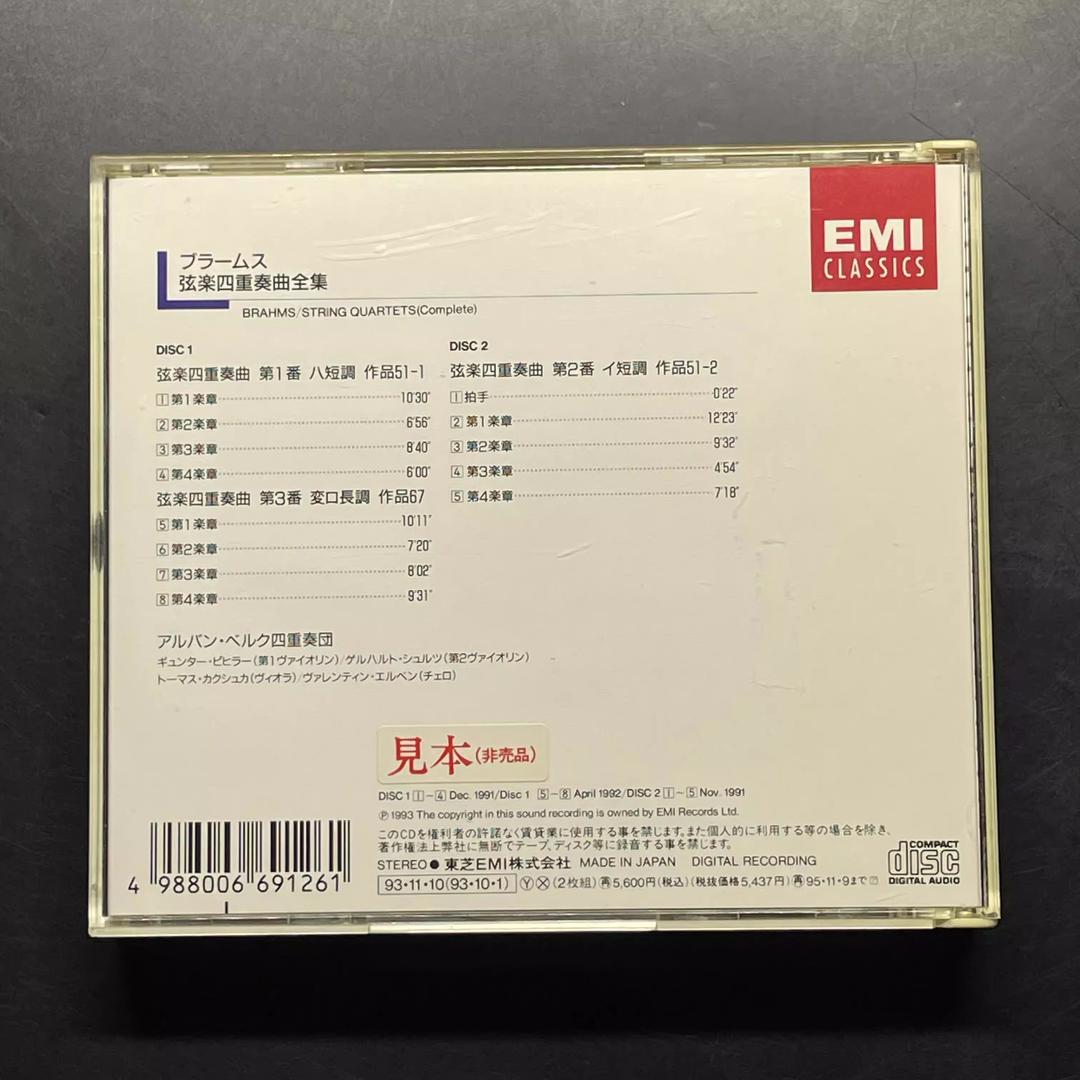 EMI
CLASSICS
ブラームス
弦楽四重奏曲全集
BRAHMS/STRING QUARTETS(Complete)
DISC 1
弦楽四重奏曲 第1番 ハ短調 作品51-1
1 第1楽章 10'30"
2 第2楽章 6'56"
3 第3楽章 8'40"
4 第4楽章 6'00"
弦楽四重奏曲 第3番 変ロ長調 作品67
5 第1楽章 10'11"
6 第2楽章 7'20"
7 第3楽章 8'02"
8 第4楽章 9'31"
DISC 2
弦楽四重奏曲 第2番 イ短調 作品51-2
1 拍手 0'22"
2 第1楽章 12'23"
3 第2楽章 9'32"
4 第3楽章 4'54"
5 第4楽章 7'18"
アルバン・ベルク四重奏団
ギュンター・ピヒラー(第1ヴァイオリン)/ゲルハルト・シュルツ(第2ヴァイオリン)
トーマス・カクシュカ(ヴィオラ)/ヴァレンティン・エルベン(チェロ)
見本(非売品)
DISC 1 1-4 Dec. 1991/Disc 1 5-8 April 1992/DISC 2 1-5 Nov. 1991
Ⓟ 1993 The copyright in this sound recording is owned by EMI Records Ltd.
このCDを権利者の許諾なく賃貸業に使用する事を禁じます。また個人的に利用する等の場合を除き、
著作権法上弊社に無断でテープ、ディスク等に録音する事を禁じます。
STEREO ● 東芝EMI株式会社 MADE IN JAPAN DIGITAL RECORDING
93・11・10(93・10・1) Ⓨ Ⓧ (2枚組) 再5,600円(税込)(税抜価格5,437円) 再95・11・9まで
COMPACT
disc
DIGITAL AUDIO
4 988006 691261